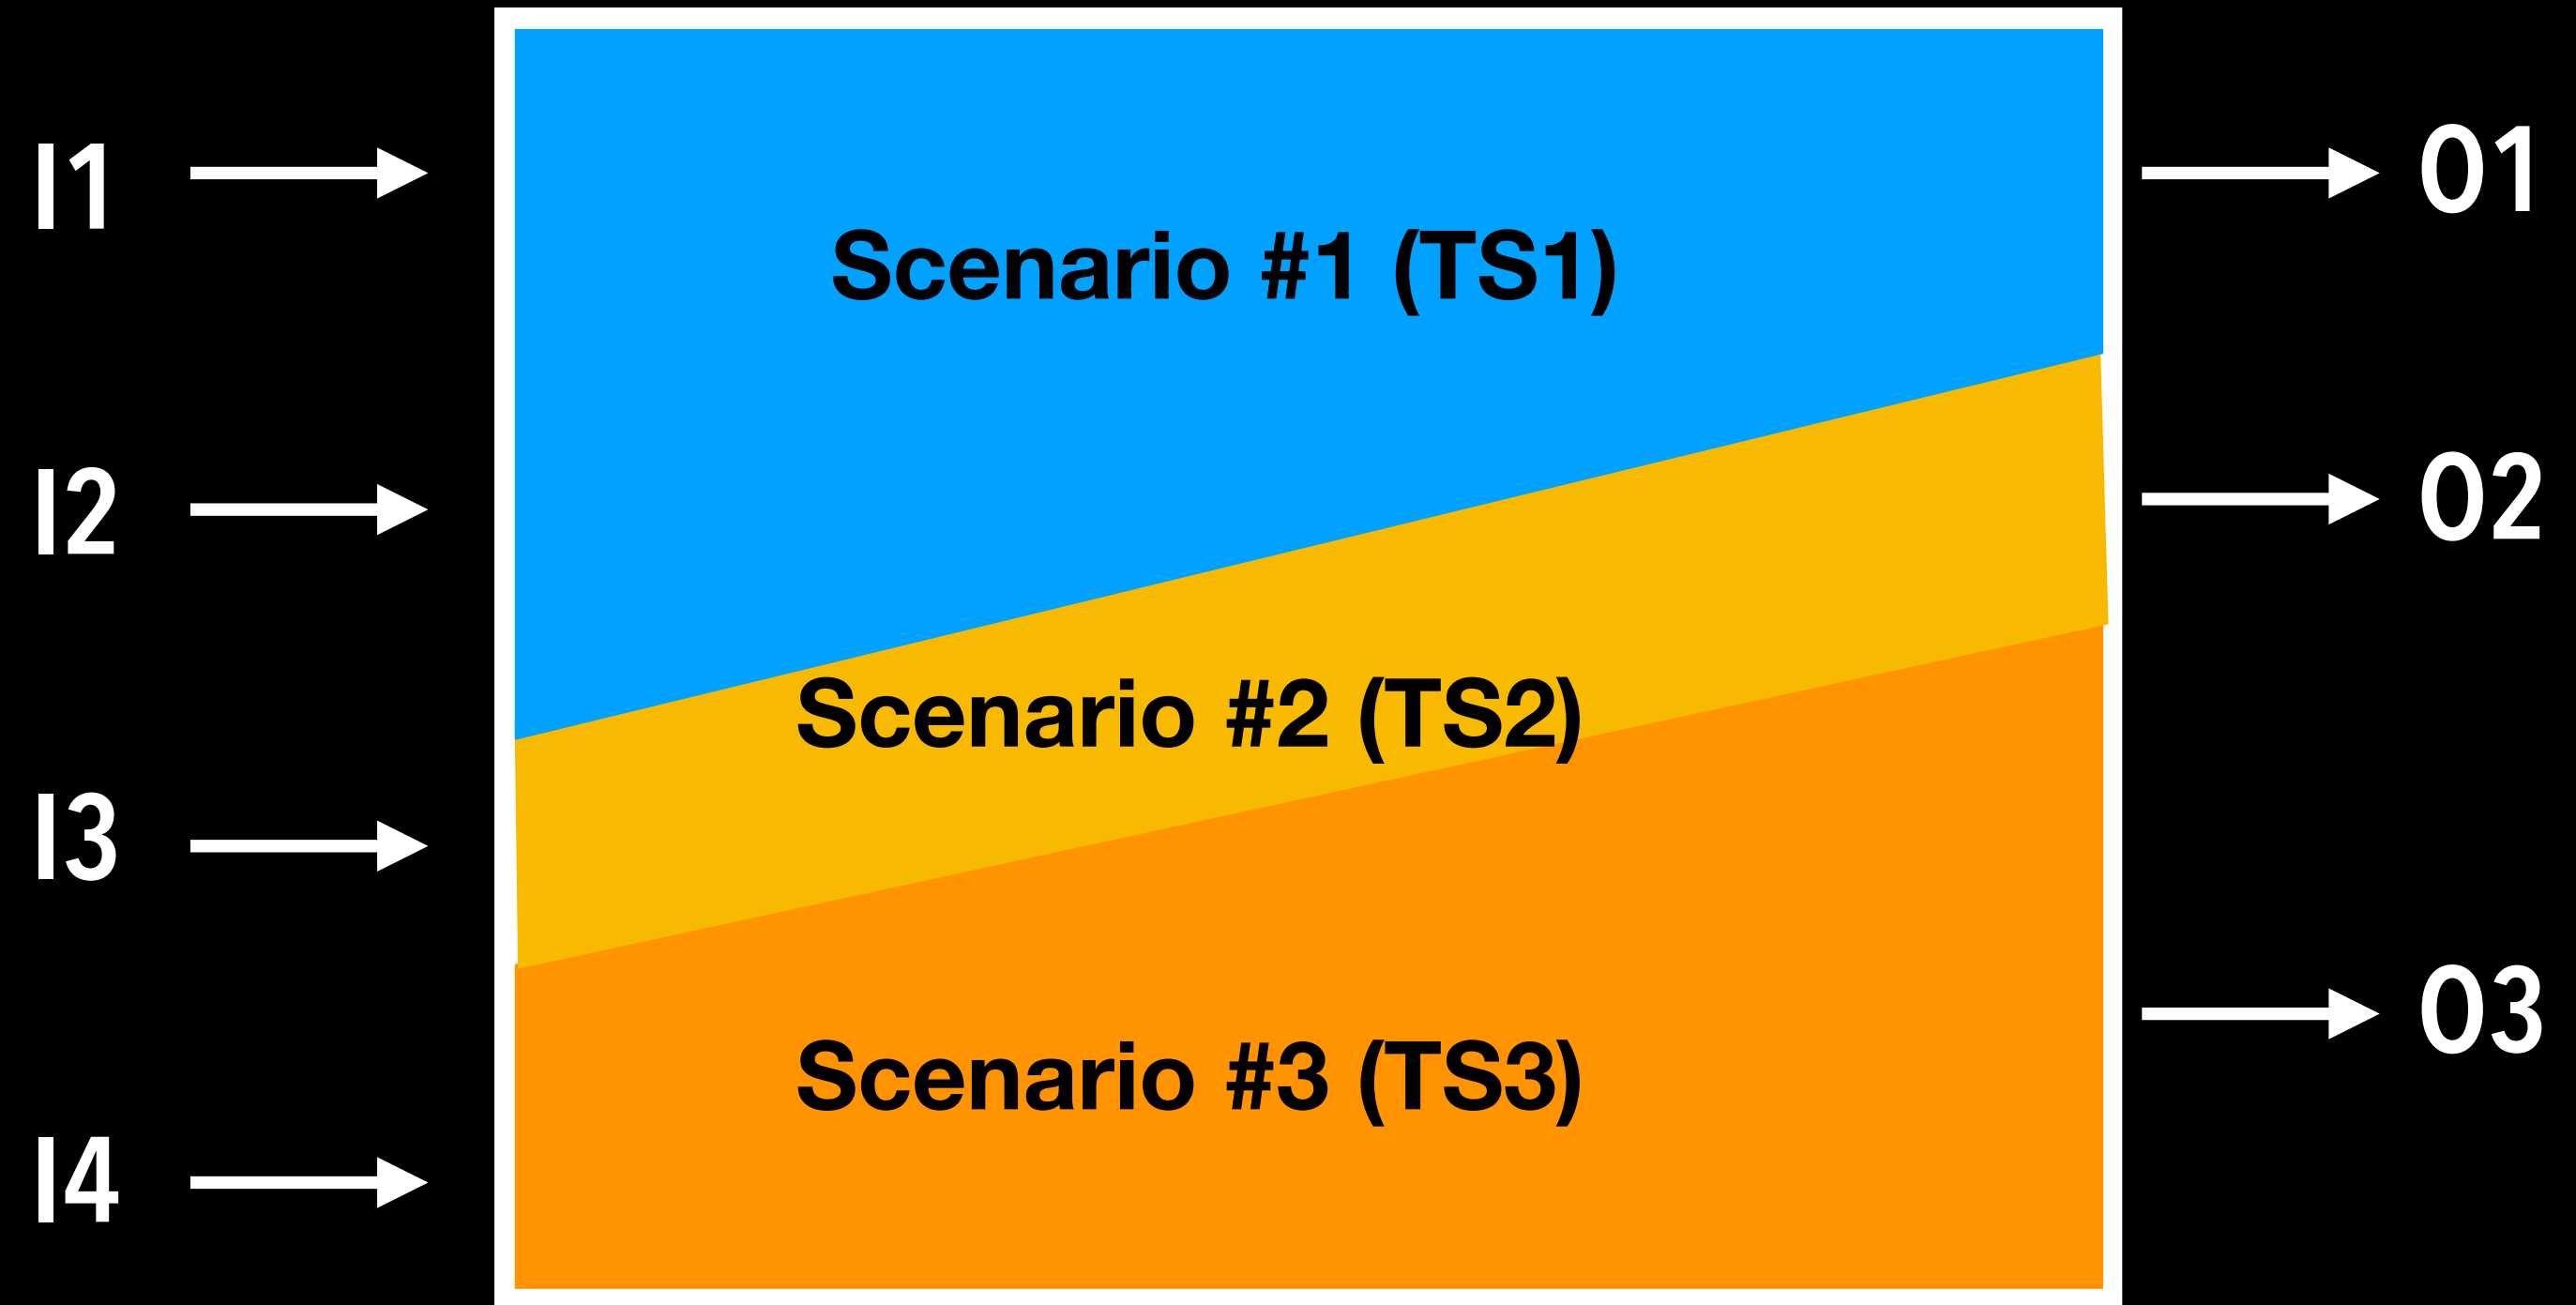 I1
O1
Scenario #1 (TS1)
I2
O2
Scenario #2 (TS2)
I3
O3
Scenario #3 (TS3)
I4